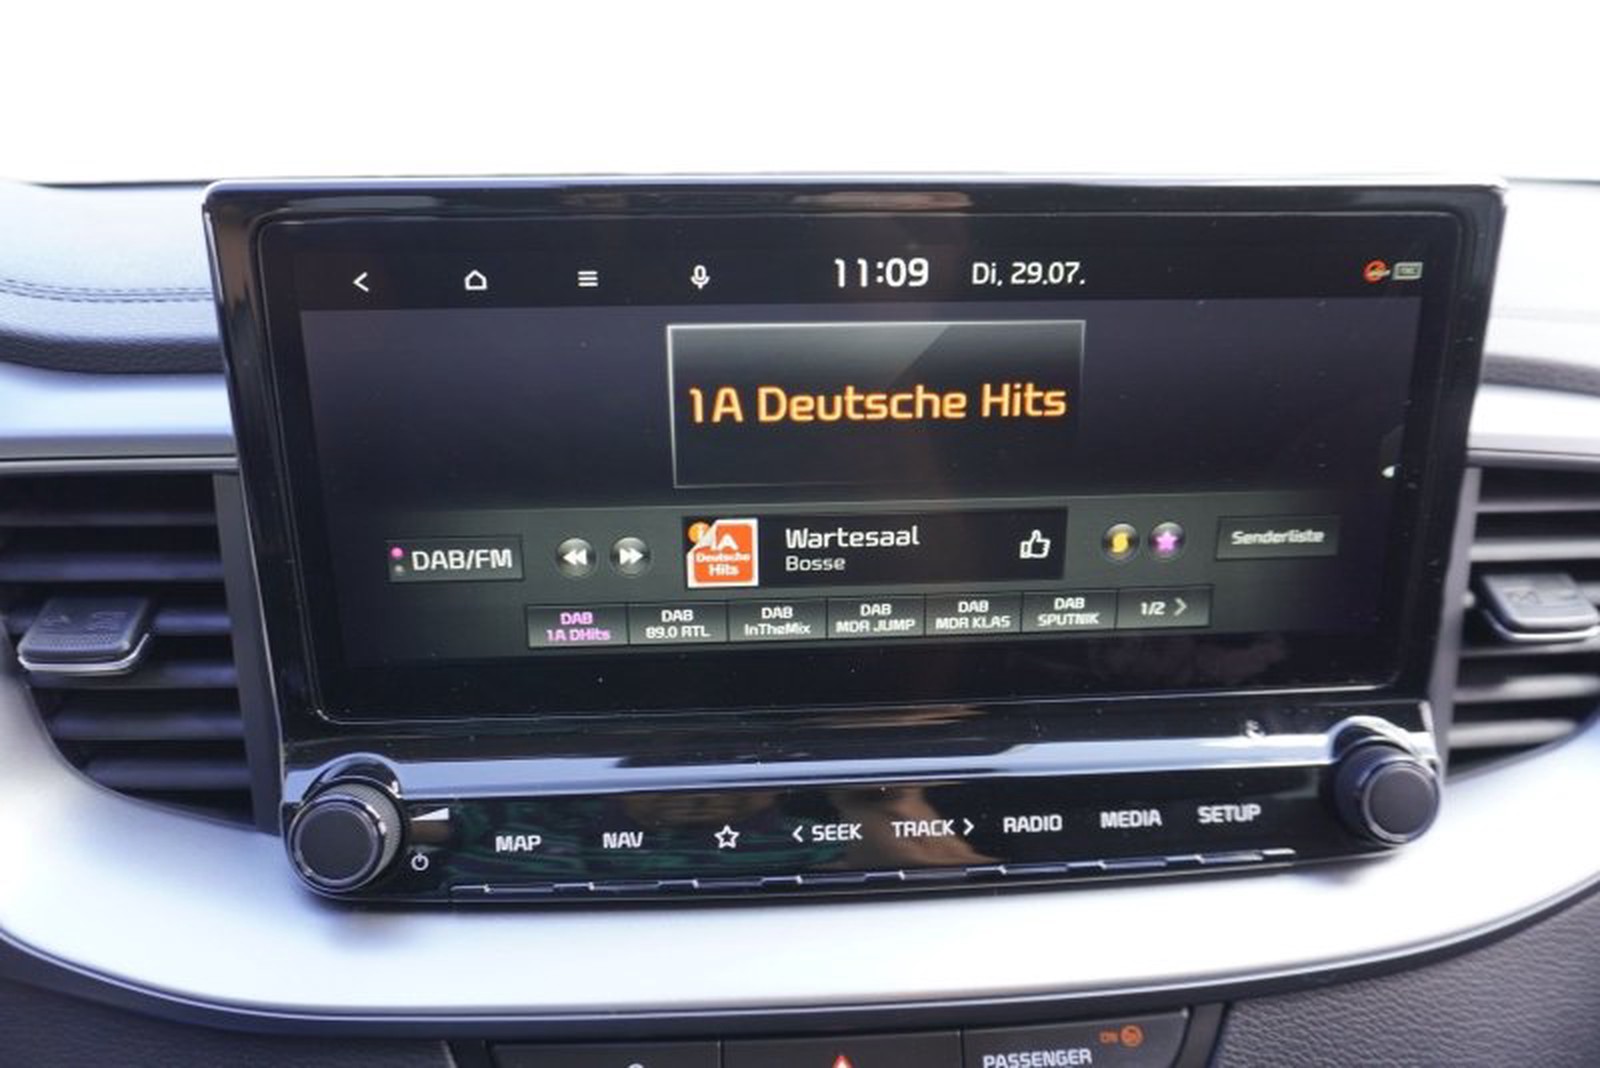 11:09 Di, 29.07.
1A Deutsche Hits
DAB/FM
1A
Deutsche
Hits
Wartesaal
Bosse
Senderliste
DAB
1A DHits
DAB
89.0 RTL
DAB
InTheMix
DAB
MDR JUMP
DAB
MDR KLAS
DAB
SPUTNIK
1/2
MAP
NAV
SEEK
TRACK
RADIO
MEDIA
SETUP
PASSENGER
ON